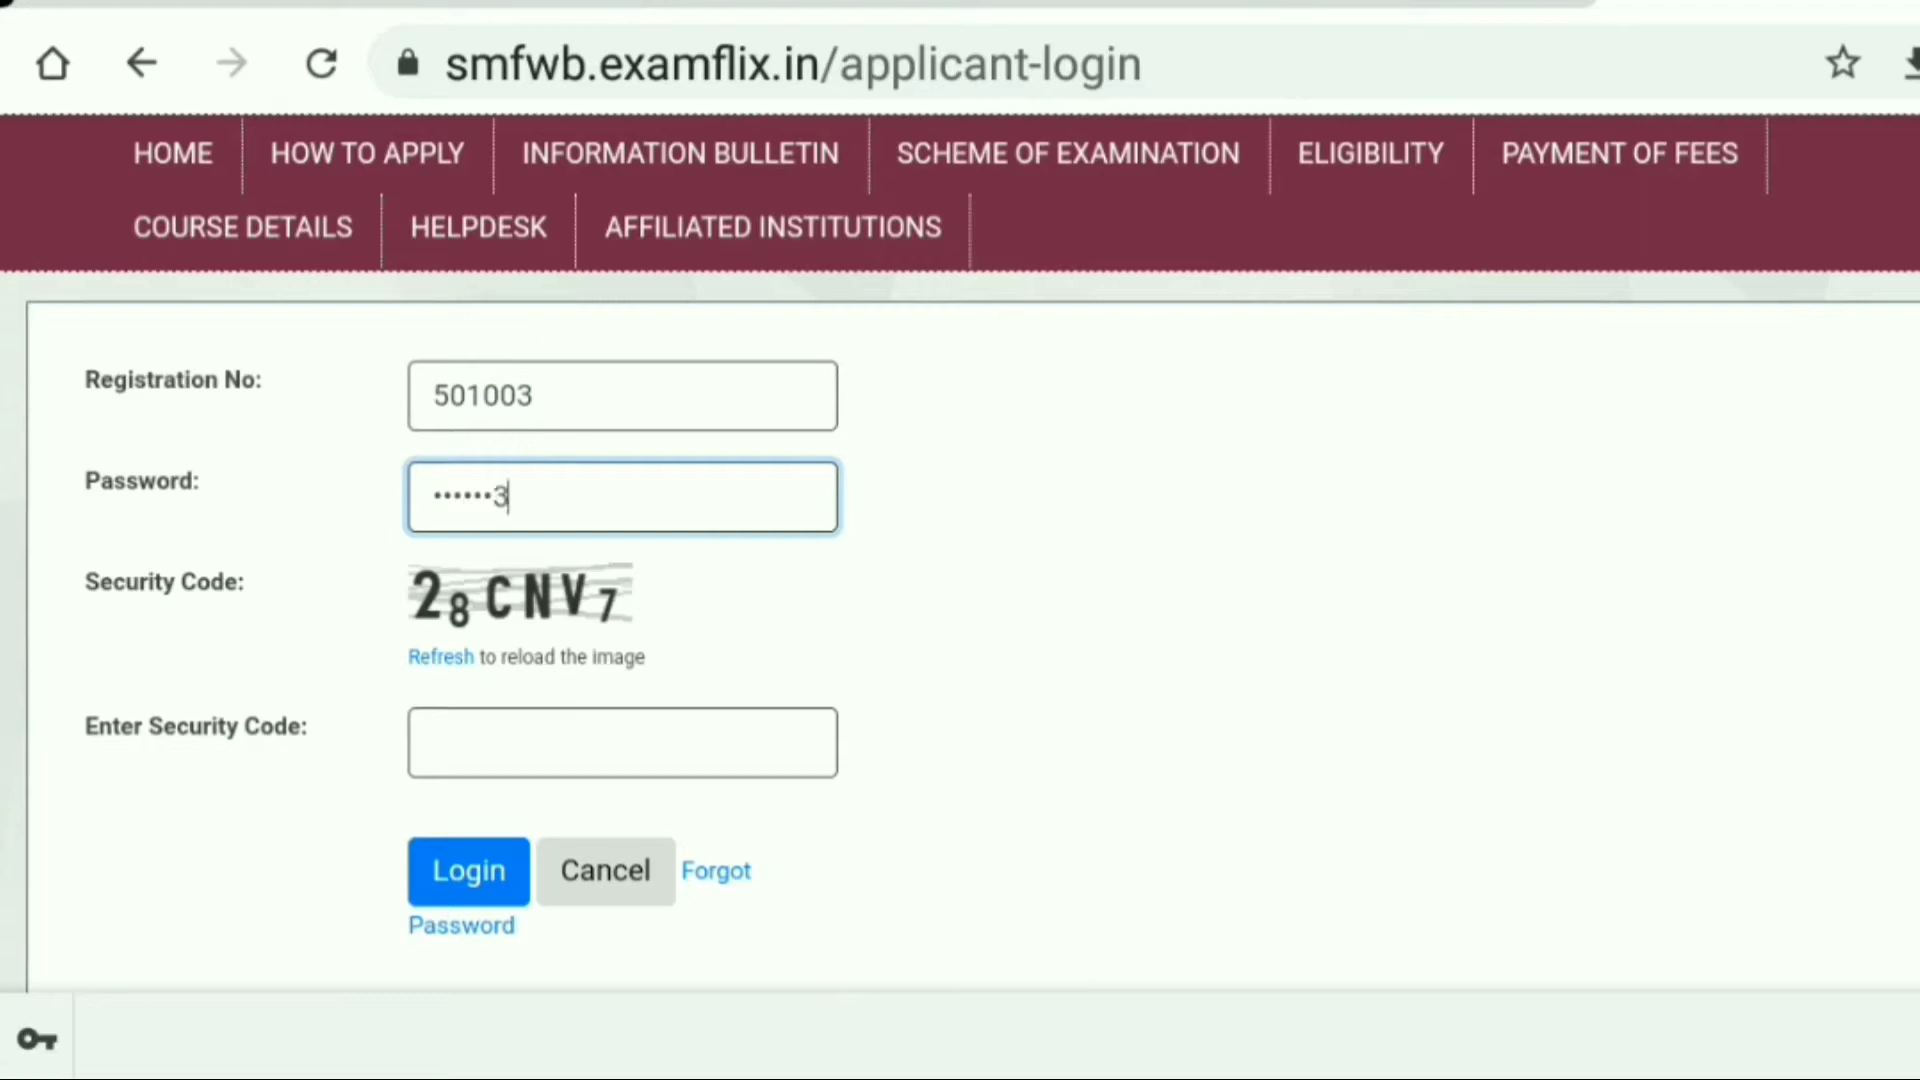 smfwb.examflix.in/applicant-login
HOME HOW TO APPLY INFORMATION BULLETIN SCHEME OF EXAMINATION ELIGIBILITY PAYMENT OF FEES
COURSE DETAILS HELPDESK AFFILIATED INSTITUTIONS
Registration No: 501003
Password: ••••••3
Security Code: 28CNV7
Refresh to reload the image
Enter Security Code:
Login Cancel Forgot
Password